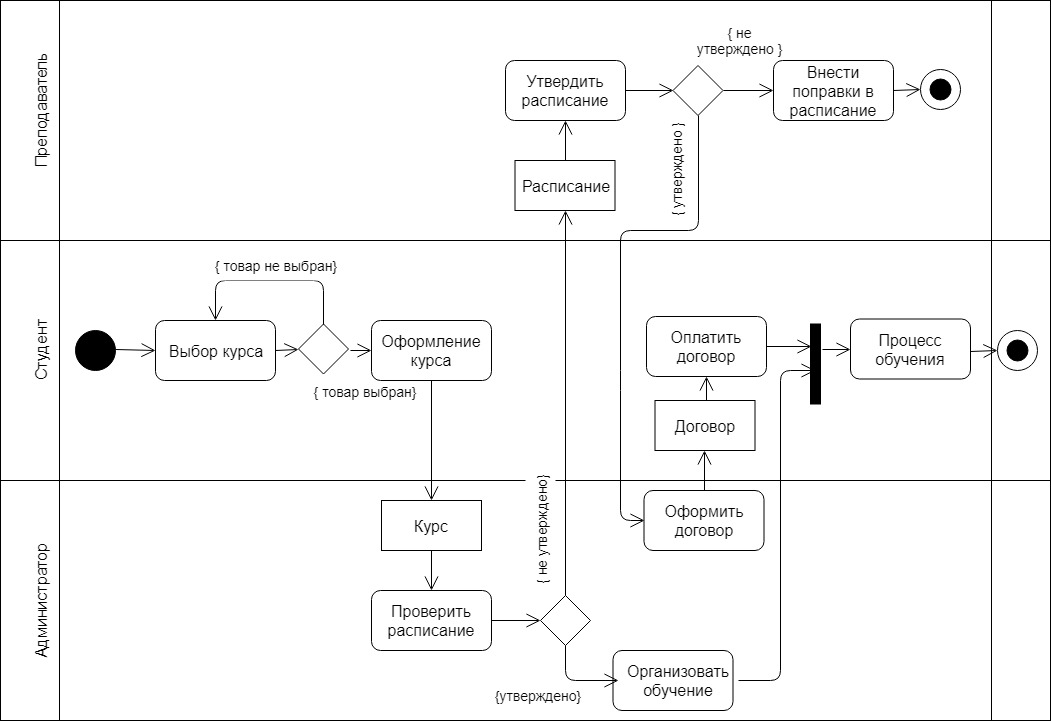 Преподаватель
{ не
утверждено }
Утвердить
расписание
Внести
поправки в
расписание
{ утверждено }
Расписание
Студент
{ товар не выбран}
Выбор курса
Оформление
курса
{ товар выбран}
Оплатить
договор
Процесс
обучения
Договор
Администратор
Курс
{ не утверждено}
Оформить
договор
Проверить
расписание
{утверждено}
Организовать
обучение